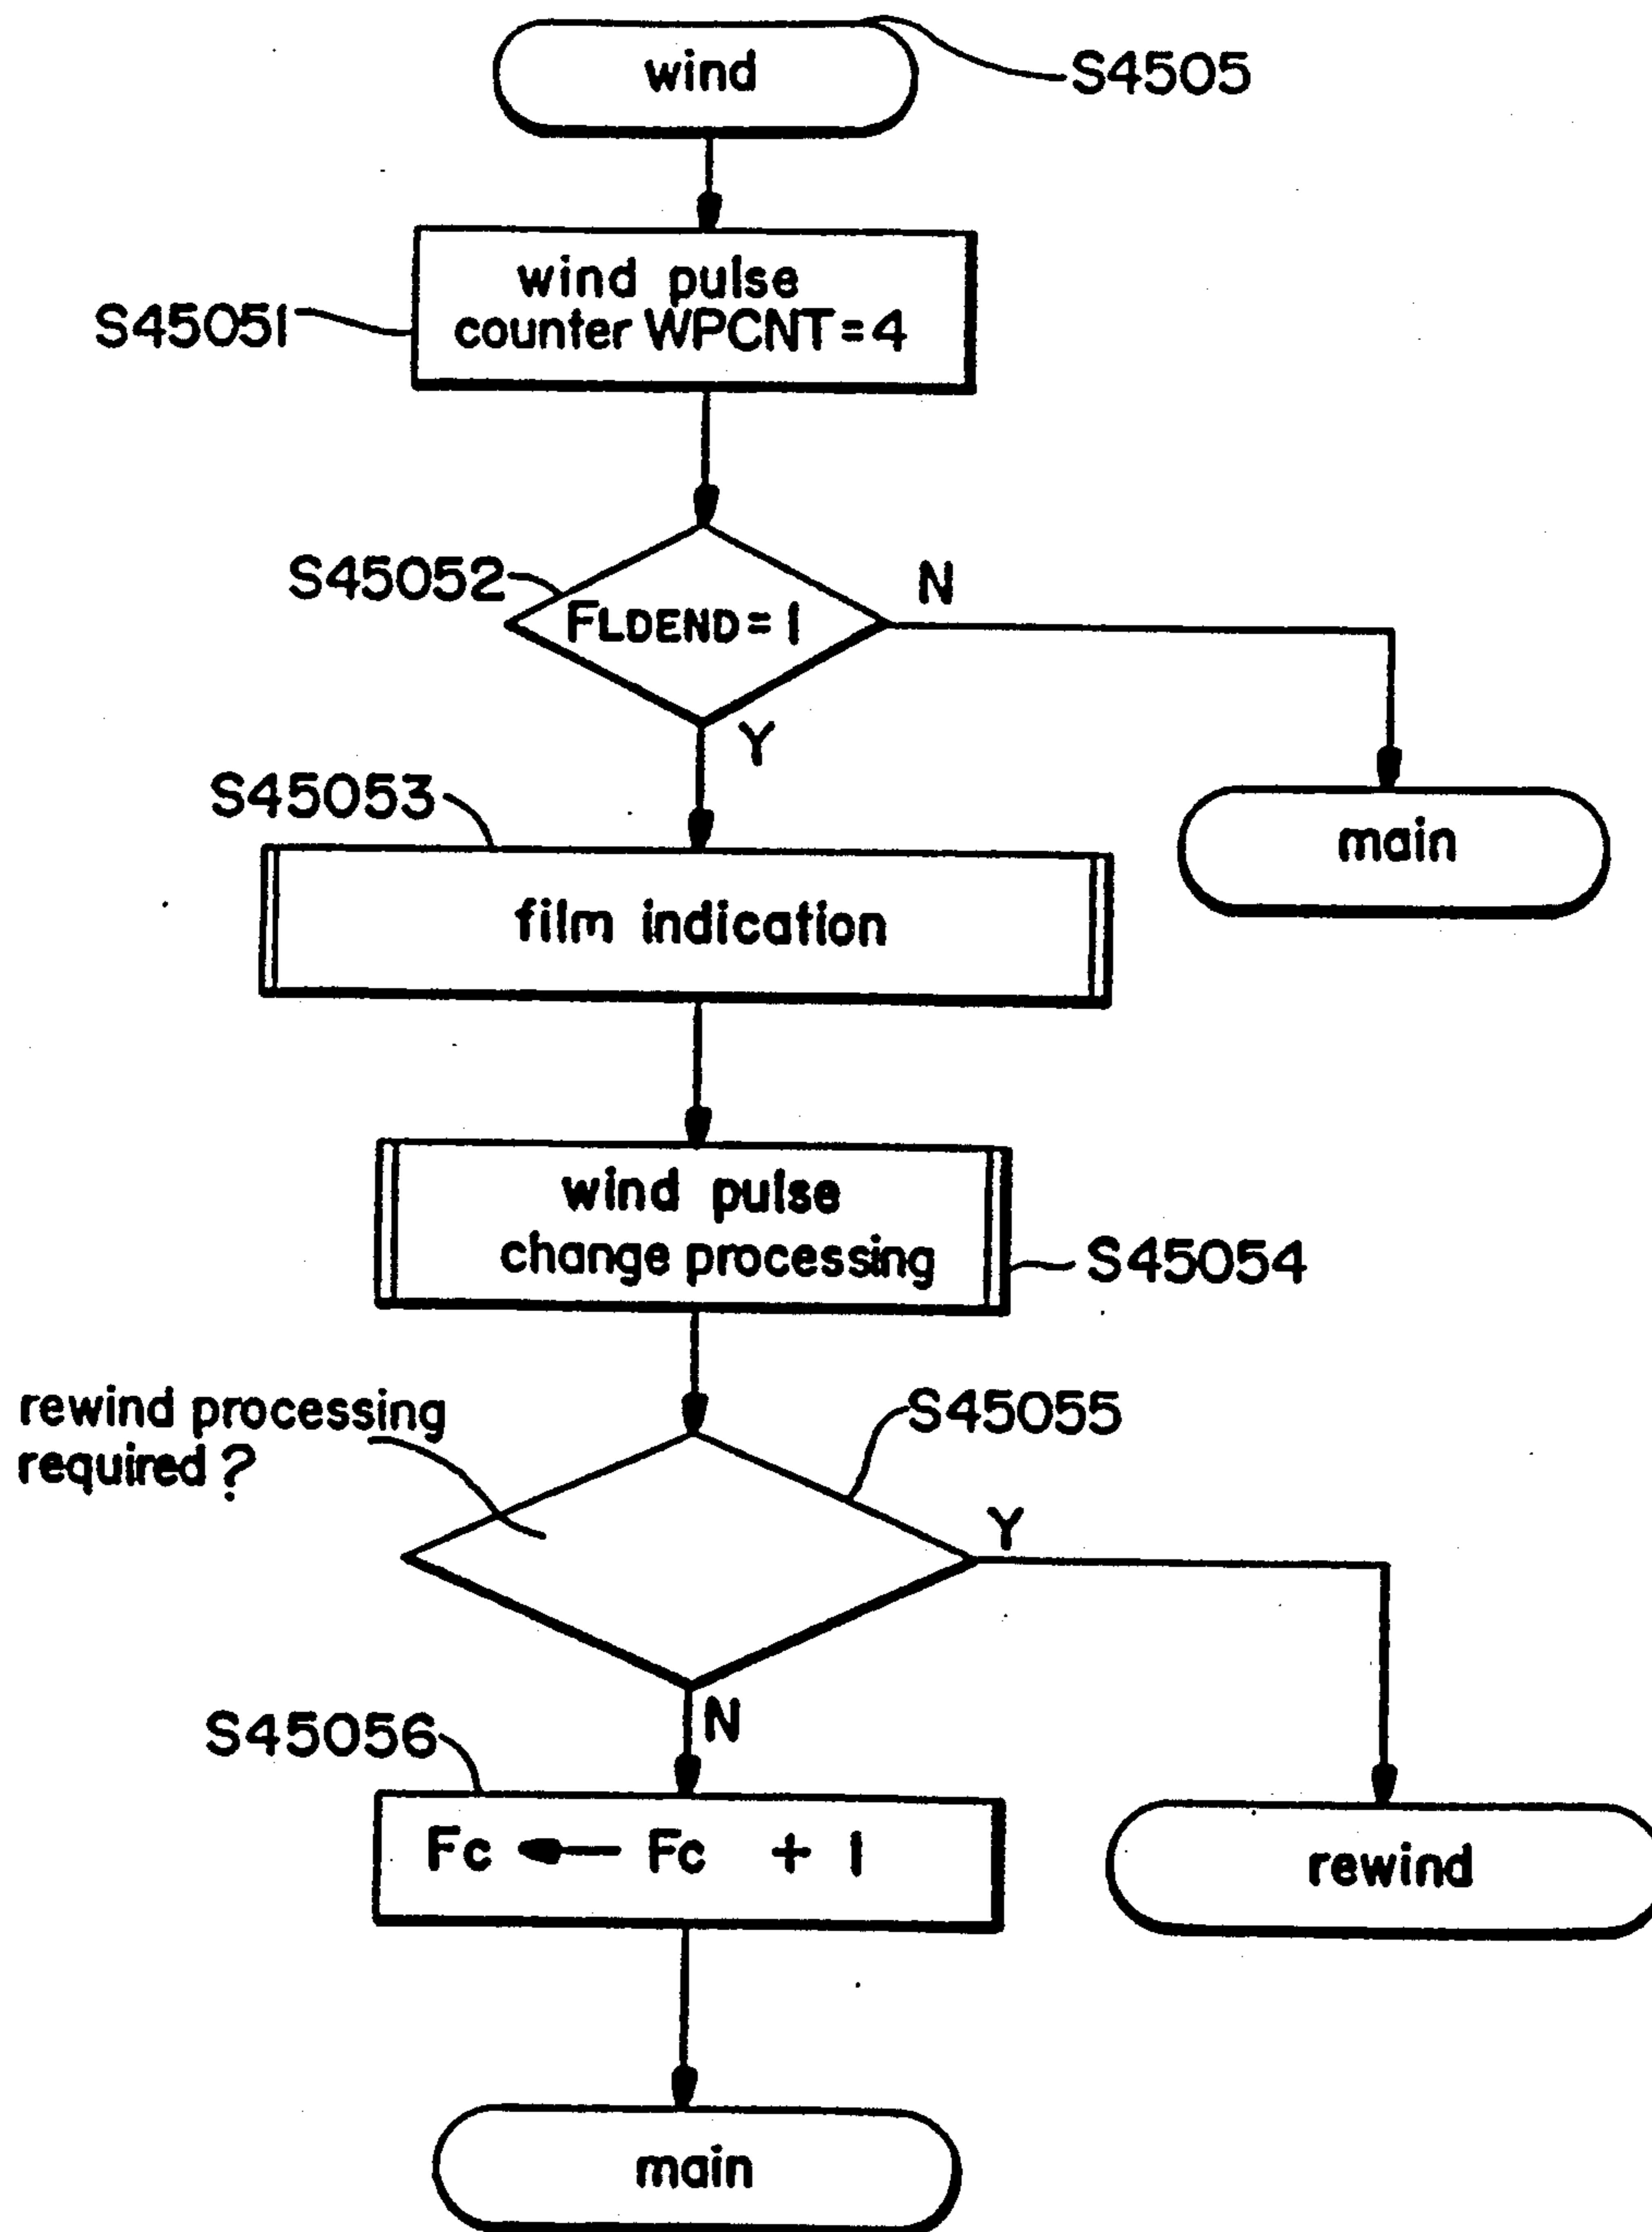 wind
S4505
wind pulse
counter WPCNT=4
S45051
S45052
FLDEND=1
N
Y
main
S45053
film indication
wind pulse
change processing
S45054
rewind processing
required?
S45055
Y
N
S45056
Fc ← Fc + 1
rewind
main